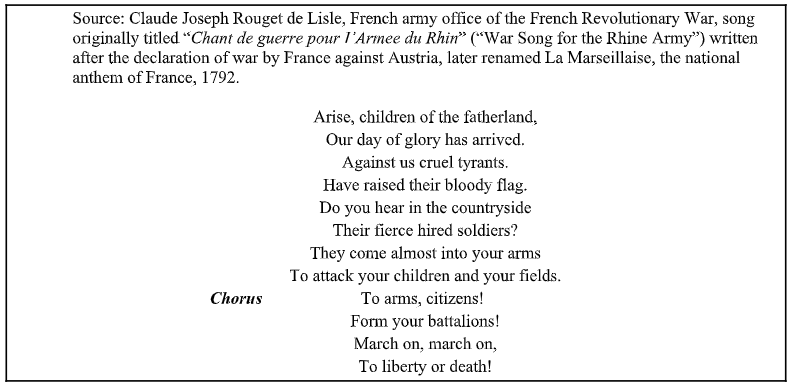 Source: Claude Joseph Rouget de Lisle, French army office of the French Revolutionary War, song
originally titled “Chant de guerre pour I’Armee du Rhin” (“War Song for the Rhine Army”) written
after the declaration of war by France against Austria, later renamed La Marseillaise, the national
anthem of France, 1792.
Arise, children of the fatherland,
Our day of glory has arrived.
Against us cruel tyrants.
Have raised their bloody flag.
Do you hear in the countryside
Their fierce hired soldiers?
They come almost into your arms
To attack your children and your fields.
Chorus To arms, citizens!
Form your battalions!
March on, march on,
To liberty or death!